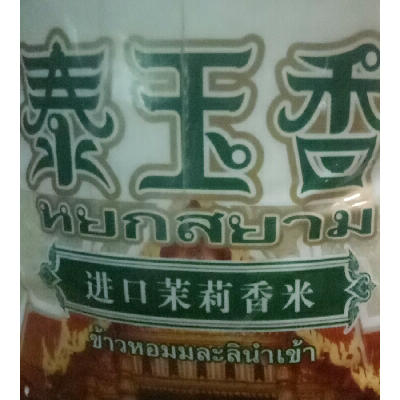 泰玉香
หยกสยาม
进口茉莉香米
ข้าวหอมมะลินำเข้า